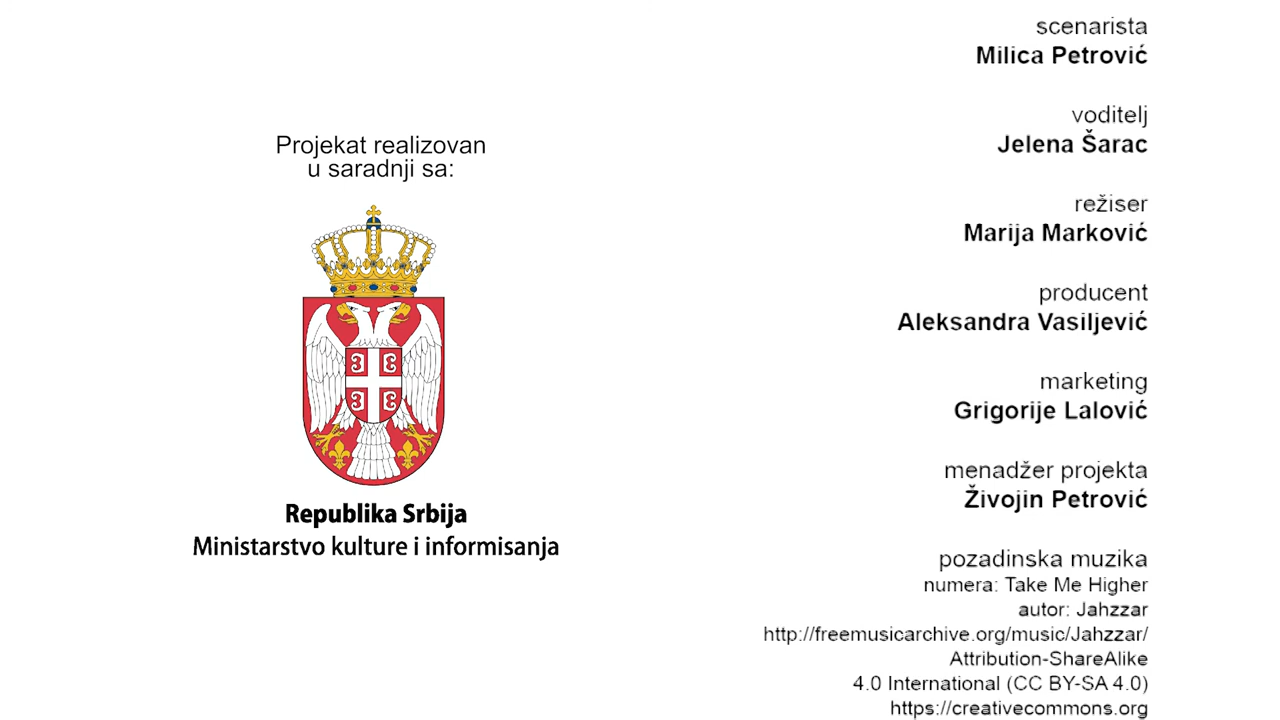 Projekat realizovan
u saradnji sa:
Republika Srbija
Ministarstvo kulture i informisanja
scenarista
Milica Petrović
voditelj
Jelena Šarac
režiser
Marija Marković
producent
Aleksandra Vasiljević
marketing
Grigorije Lalović
menadžer projekta
Živojin Petrović
pozadinska muzika
numera: Take Me Higher
autor: Jahzzar
http://freemusicarchive.org/music/Jahzzar/
Attribution-ShareAlike
4.0 International (CC BY-SA 4.0)
https://creativecommons.org